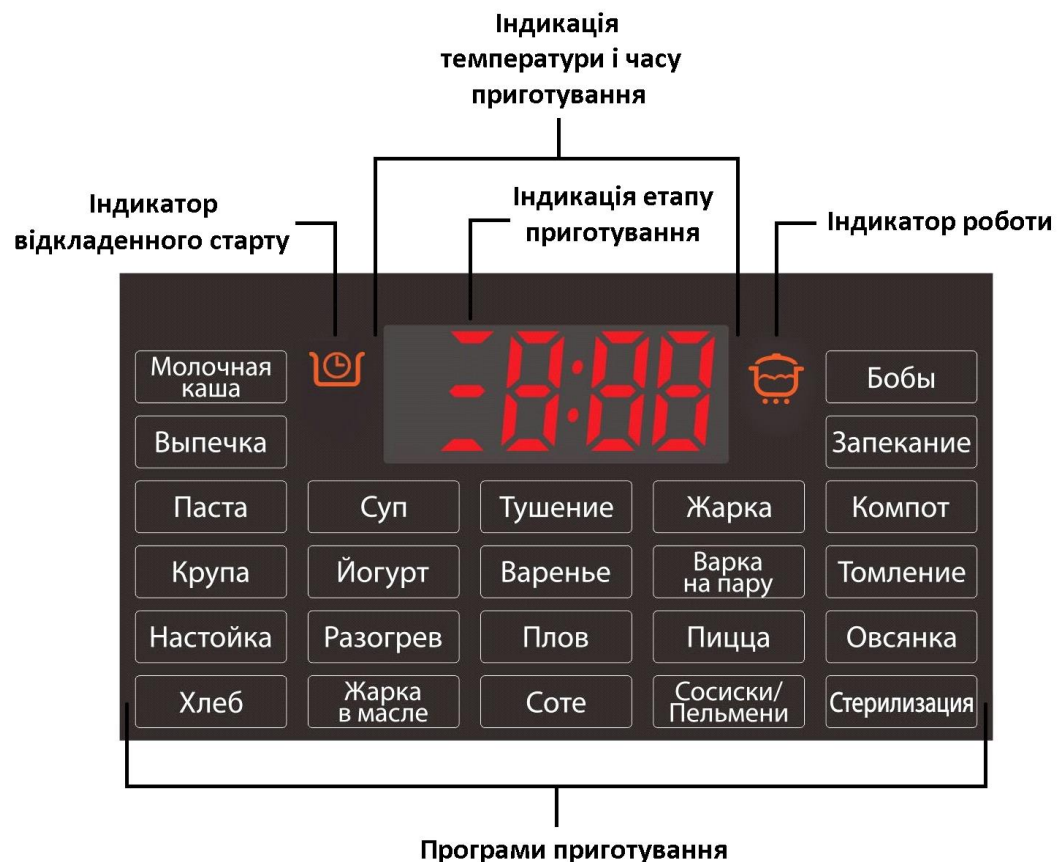 Індикація
температури і часу
приготування
Індикатор
відкладенного старту
Індикація етапу
приготування
Індикатор роботи
8:88
Молочная
каша
Бобы
Выпечка
Запекание
Паста
Суп
Тушение
Жарка
Компот
Крупа
Йогурт
Варенье
Варка
на пару
Томление
Настойка
Разогрев
Плов
Пицца
Овсянка
Хлеб
Жарка
в масле
Соте
Сосиски/
Пельмени
Стерилизация
Програми приготування